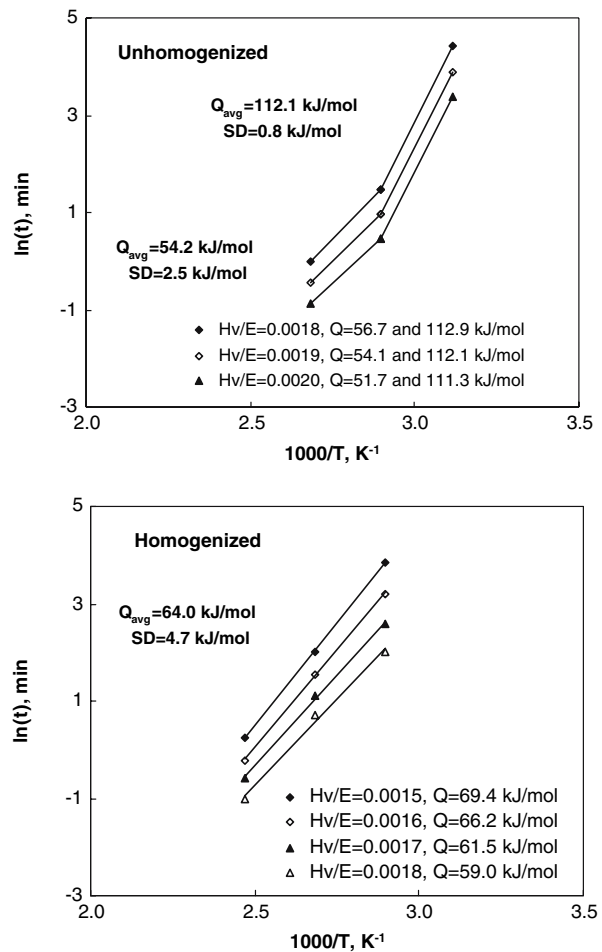 5
Unhomogenized
Q_avg=112.1 kJ/mol
SD=0.8 kJ/mol
3
ln(t), min
1
Q_avg=54.2 kJ/mol
SD=2.5 kJ/mol
-1
Hv/E=0.0018, Q=56.7 and 112.9 kJ/mol
Hv/E=0.0019, Q=54.1 and 112.1 kJ/mol
Hv/E=0.0020, Q=51.7 and 111.3 kJ/mol
-3
2.0 2.5 3.0 3.5
1000/T, K⁻¹
5
Homogenized
3
Q_avg=64.0 kJ/mol
SD=4.7 kJ/mol
ln(t), min
1
-1
Hv/E=0.0015, Q=69.4 kJ/mol
Hv/E=0.0016, Q=66.2 kJ/mol
Hv/E=0.0017, Q=61.5 kJ/mol
Hv/E=0.0018, Q=59.0 kJ/mol
-3
2.0 2.5 3.0 3.5
1000/T, K⁻¹